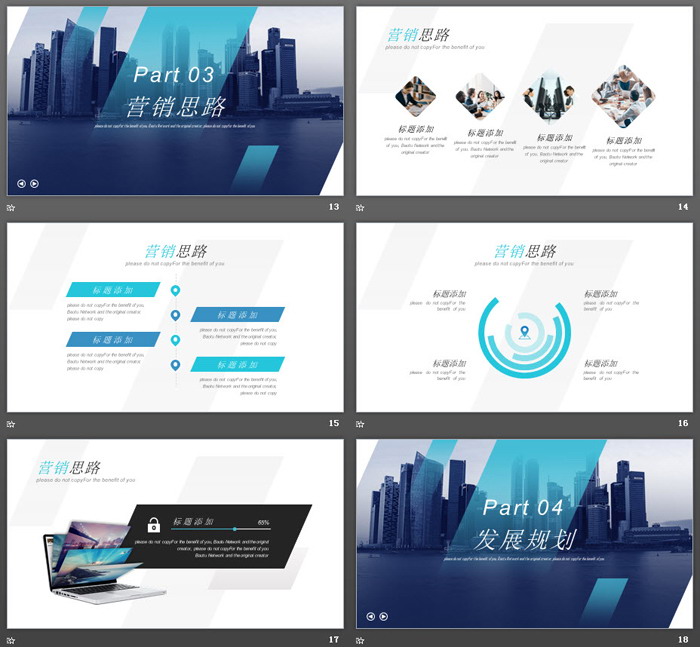 Part 03
营销思路
please do not copyFor the benefit of you, Baotu Network and the original creator, please do not copyFor the benefit of you
13
营销思路
please do not copyFor the benefit of you
标题添加
please do not copyFor the benefit
of you, Baotu Network and the
original creator
标题添加
please do not copyFor the benefit
of you, Baotu Network and the
original creator
标题添加
please do not copyFor the benefit
of you, Baotu Network and the
original creator
标题添加
please do not copyFor the benefit
of you, Baotu Network and the
original creator
14
营销思路
please do not copyFor the benefit of you
标题添加
please do not copyFor the benefit of you,
Baotu Network and the original creator,
please do not copy
标题添加
please do not copyFor the benefit of you,
Baotu Network and the original creator,
please do not copy
标题添加
please do not copyFor the benefit of you,
Baotu Network and the original creator,
please do not copy
标题添加
please do not copyFor the benefit of you,
Baotu Network and the original creator,
please do not copy
15
营销思路
please do not copyFor the benefit of you
标题添加
please do not copyFor the
benefit of you
标题添加
please do not copyFor the
benefit of you
标题添加
please do not copyFor the
benefit of you
标题添加
please do not copyFor the
benefit of you
16
营销思路
please do not copyFor the benefit of you
标题添加
65%
please do not copyFor the benefit of you, Baotu Network and the original
creator, please do not copyFor the benefit of you
Baotu Network and the original creator
17
Part 04
发展规划
please do not copyFor the benefit of you, Baotu Network and the original creator, please do not copyFor the benefit of you
18